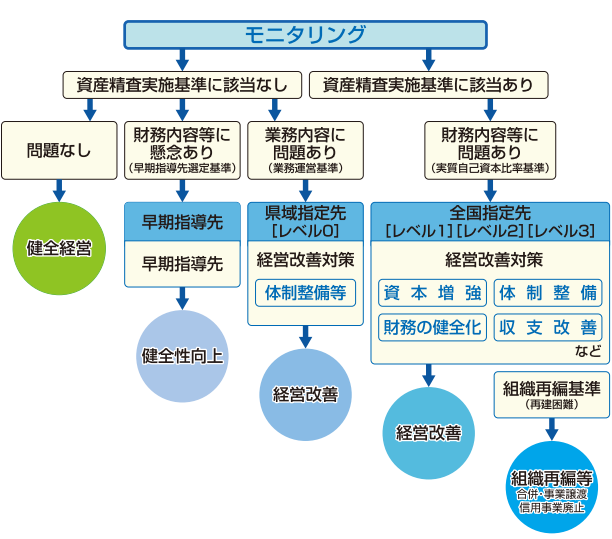 モニタリング
資産精査実施基準に該当なし
資産精査実施基準に該当あり
問題なし
財務内容等に
懸念あり
(早期指導先選定基準)
業務内容に
問題あり
(業務運営基準)
財務内容等に
問題あり
(実質自己資本比率基準)
健全経営
早期指導先
早期指導先
健全性向上
県域指定先
[レベル0]
経営改善対策
体制整備等
経営改善
全国指定先
[レベル1][レベル2][レベル3]
経営改善対策
資本増強
体制整備
財務の健全化
収支改善
など
経営改善
組織再編基準
(再建困難)
組織再編等
合併・事業譲渡
信用事業廃止